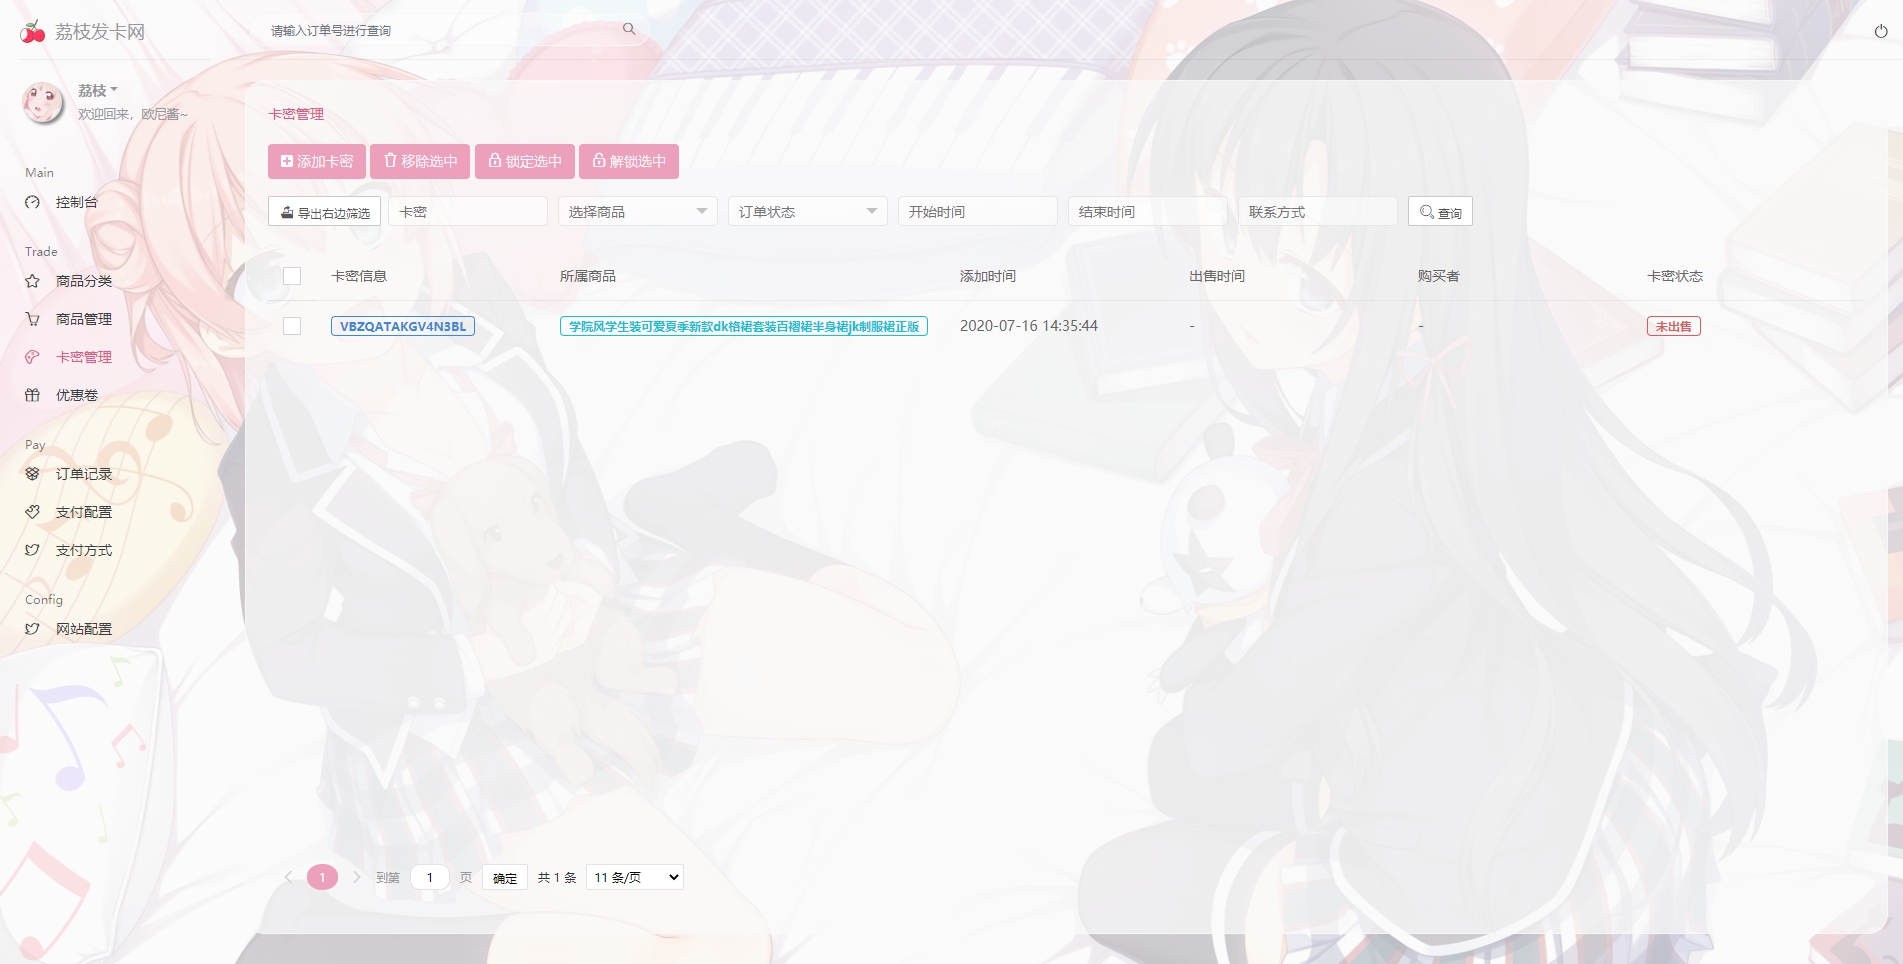 荔枝发卡网
请输入订单号进行查询
荔枝
欢迎回来，欧尼酱~
Main
控制台
Trade
商品分类
商品管理
卡密管理
优惠卷
Pay
订单记录
支付配置
支付方式
Config
网站配置
卡密管理
添加卡密 移除选中 锁定选中 解锁选中
导出右边筛选 卡密 选择商品 订单状态 开始时间 结束时间 联系方式 查询
卡密信息 所属商品 添加时间 出售时间 购买者 卡密状态
VBZQATAKGV4N3BL 学院风学生装可爱夏季新款dk格裙套装百褶裙半身裙jk制服裙正版 2020-07-16 14:35:44 - - 未出售
1 到第 1 页 确定 共 1 条 11 条/页